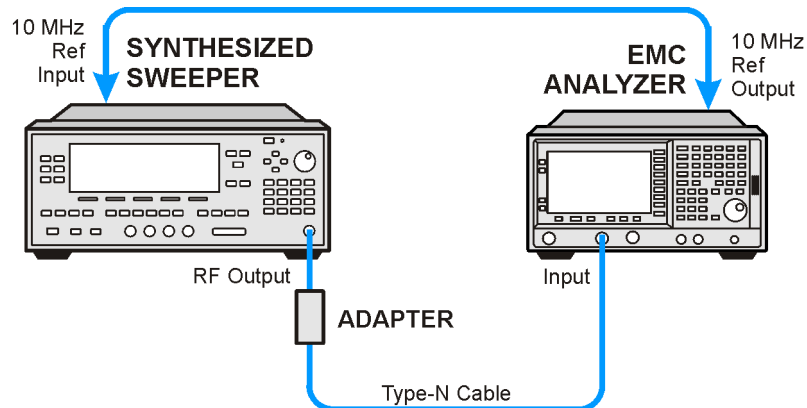 10 MHz
Ref
Input
SYNTHESIZED
SWEEPER
EMC
ANALYZER
10 MHz
Ref
Output
RF Output
Input
ADAPTER
Type-N Cable